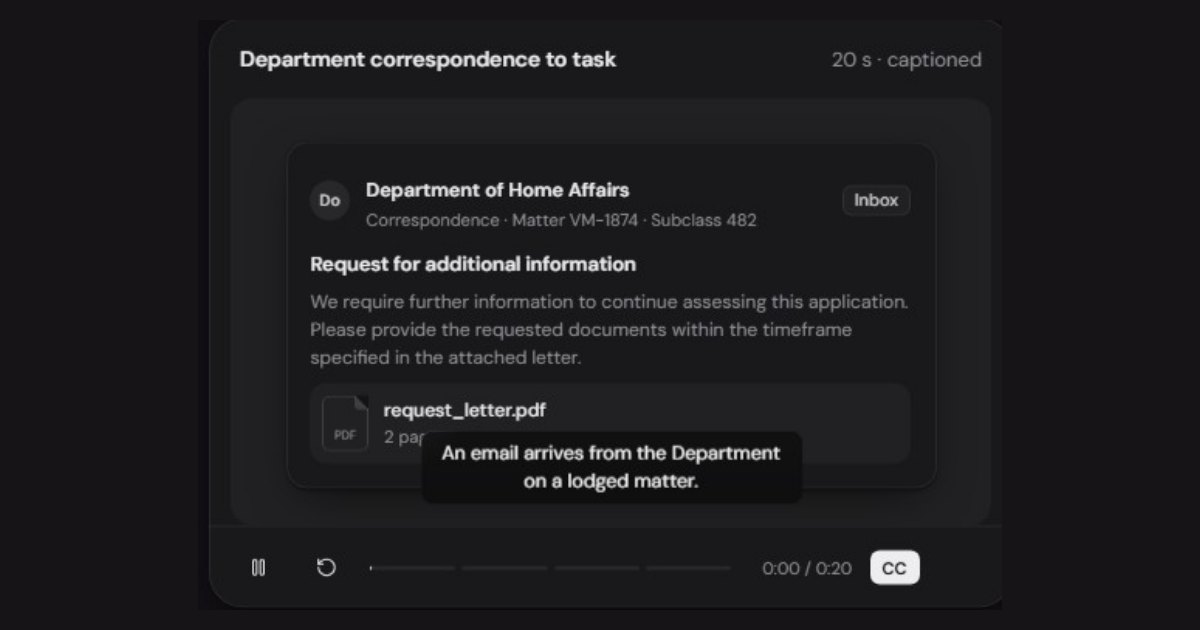 Department correspondence to task
20 s · captioned
Do
Department of Home Affairs
Correspondence · Matter VM-1874 · Subclass 482
Inbox
Request for additional information
We require further information to continue assessing this application.
Please provide the requested documents within the timeframe
specified in the attached letter.
PDF
request_letter.pdf
2
An email arrives from the Department
on a lodged matter.
0:00 / 0:20
CC